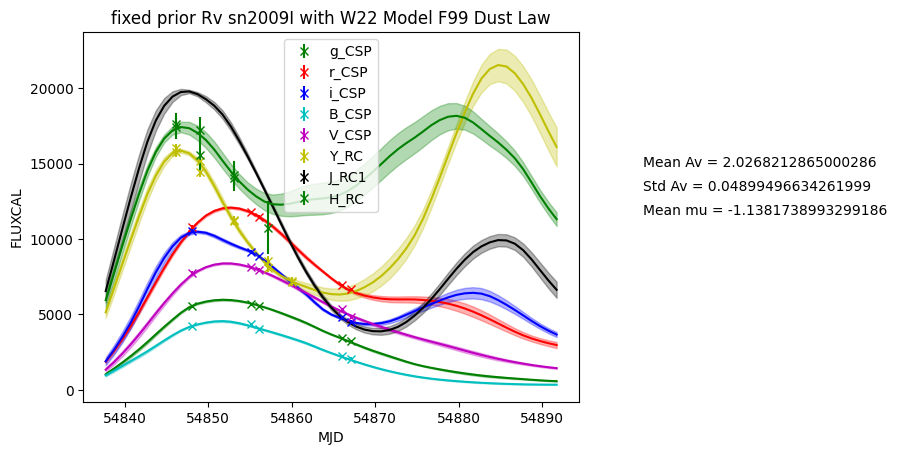 fixed prior Rv sn2009I with W22 Model F99 Dust Law
g_CSP
r_CSP
i_CSP
B_CSP
V_CSP
Y_RC
J_RC1
H_RC
FLUXCAL
20000
15000
10000
5000
0
54840 54850 54860 54870 54880 54890
MJD
Mean Av = 2.0268212865000286
Std Av = 0.04899496634261999
Mean mu = -1.1381738993299186